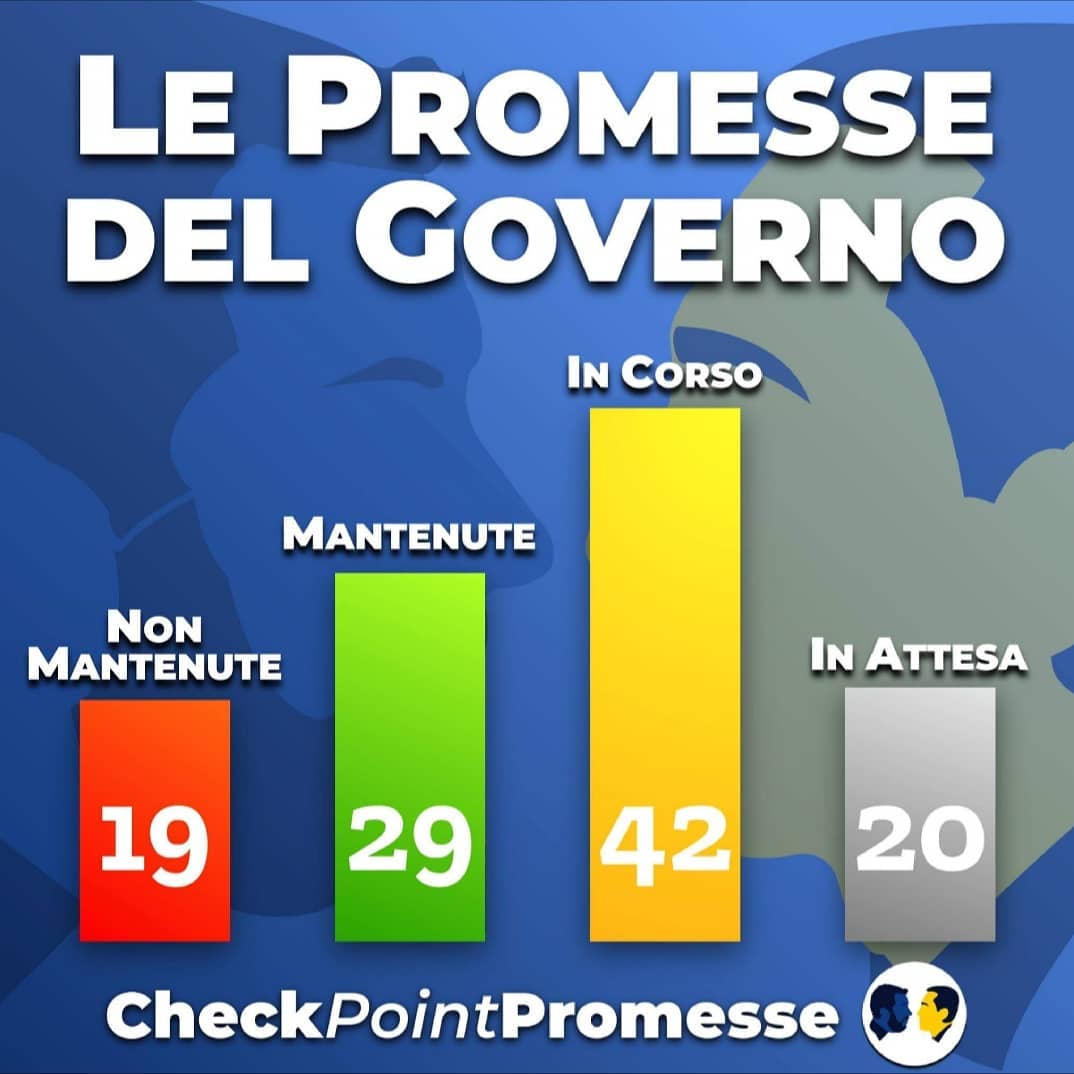 LE PROMESSE
DEL GOVERNO
IN CORSO
MANTENUTE
NON
MANTENUTE
IN ATTESA
19
29
42
20
CheckPointPromesse